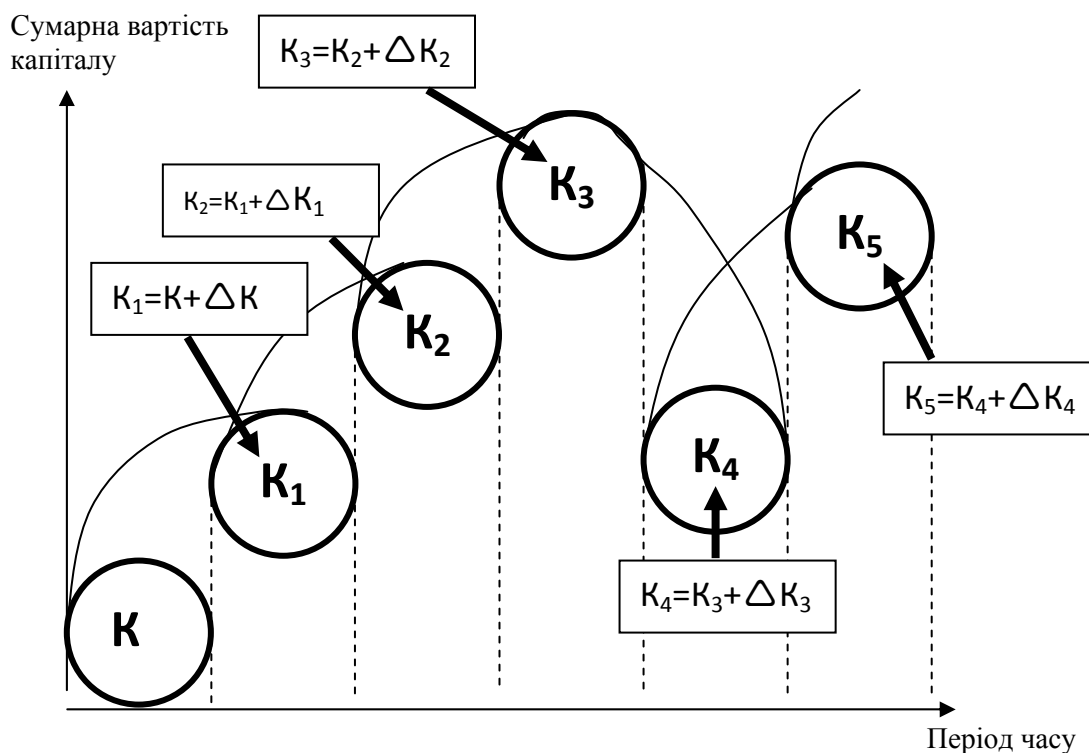 Сумарна вартість
капіталу
К₃=К₂+△К₂
К₃
К₂=К₁+△К₁
К₅
К₁=К+△К
К₂
К₅=К₄+△К₄
К₄
К₁
К₄=К₃+△К₃
К
Період часу